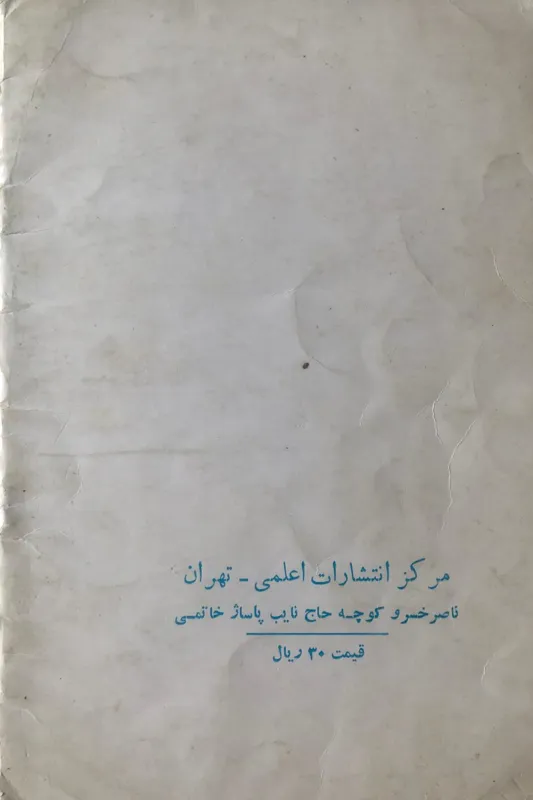 مرکز انتشارات اعلمی - تهران
ناصرخسرو کوچه حاج نایب پاساژ خاتمی
قیمت ۳۰ ریال